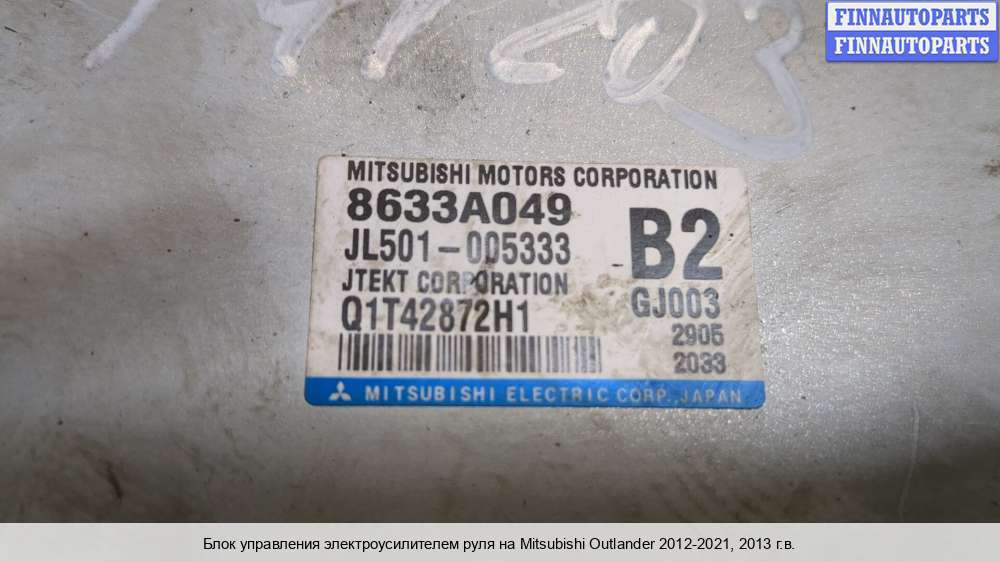 FINNAUTOPARTS
FINNAUTOPARTS
203
MITSUBISHI MOTORS CORPORATION
8633A049
B2
JL501-005333
JTEKT CORPORATION
GJ003
Q1T42872H1
2905
2033
MITSUBISHI ELECTRIC CORP. JAPAN
Блок управления электроусилителем руля на Mitsubishi Outlander 2012-2021, 2013 г.в.